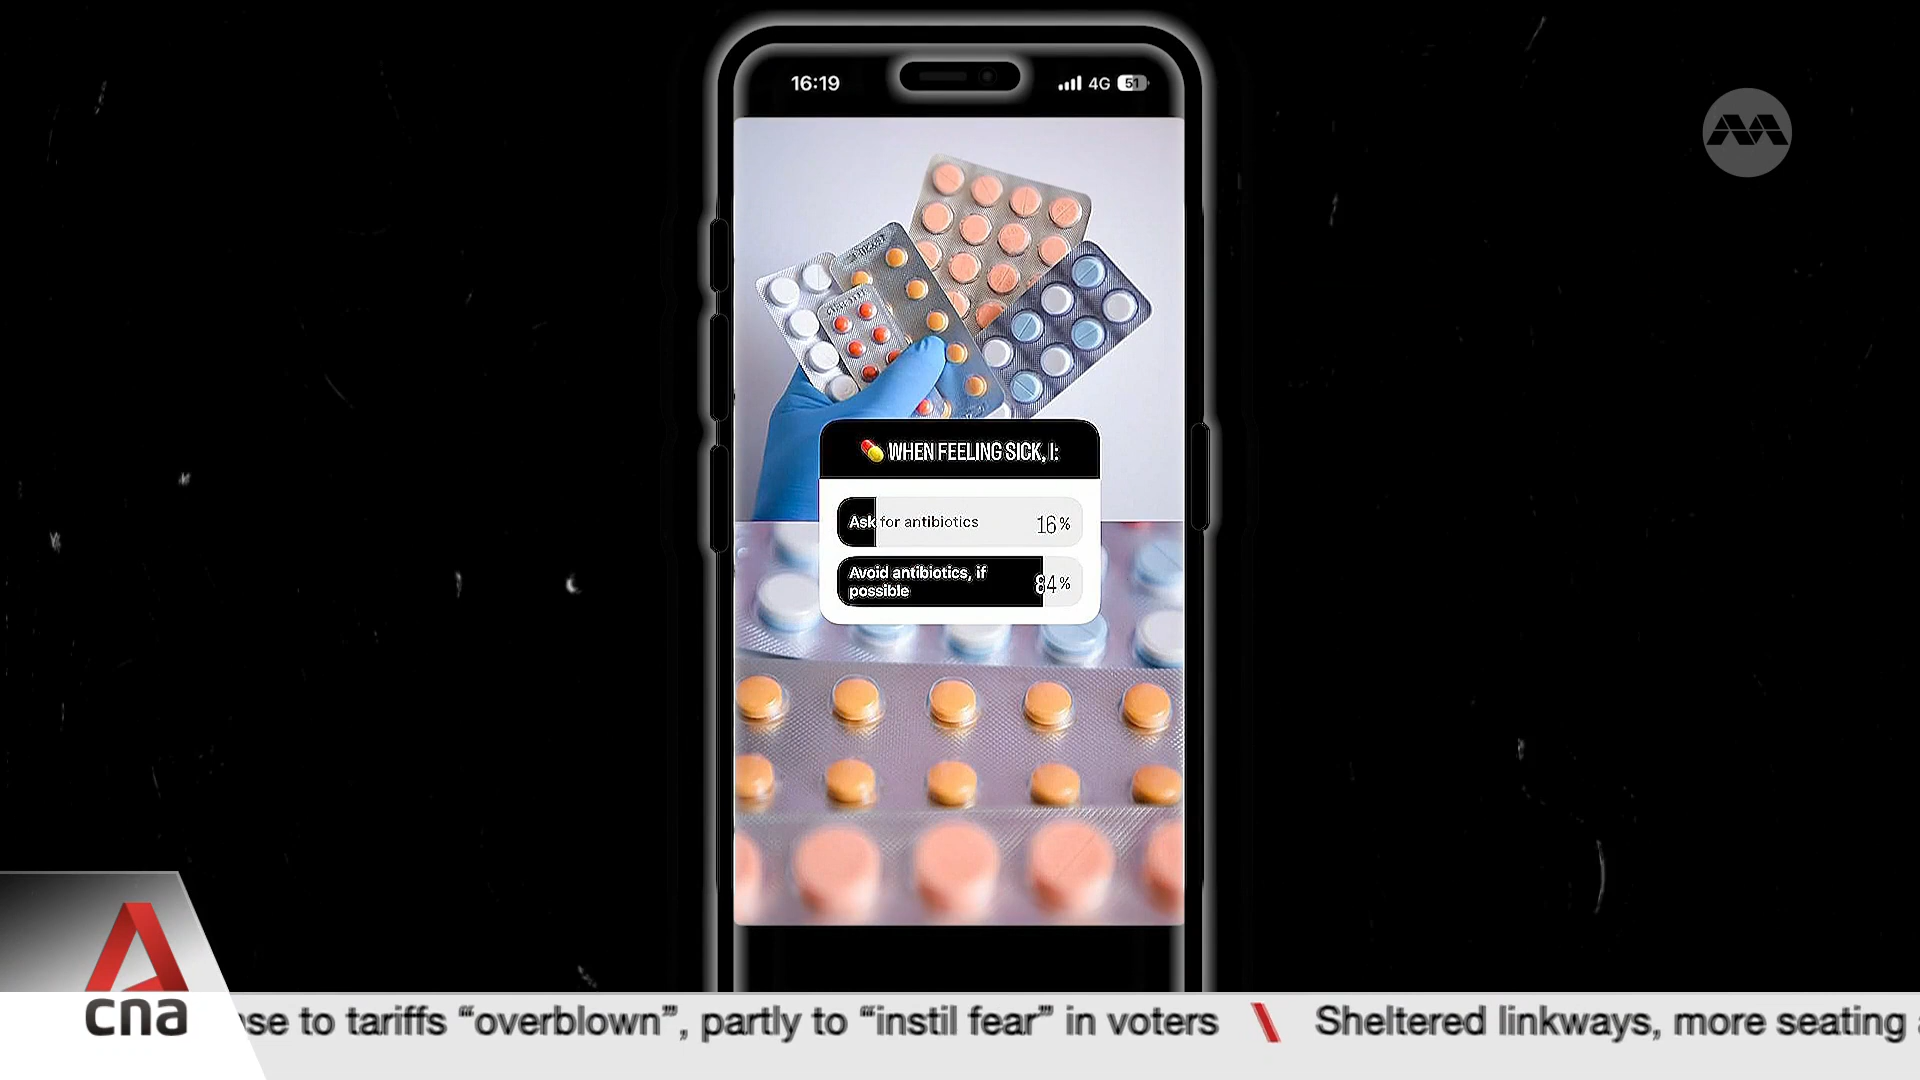 16:19
4G 51
WHEN FEELING SICK, I:
Ask for antibiotics 16%
Avoid antibiotics, if
possible
84%
cna
se to tariffs “overblown”, partly to “instil fear” in voters \ Sheltered linkways, more seating